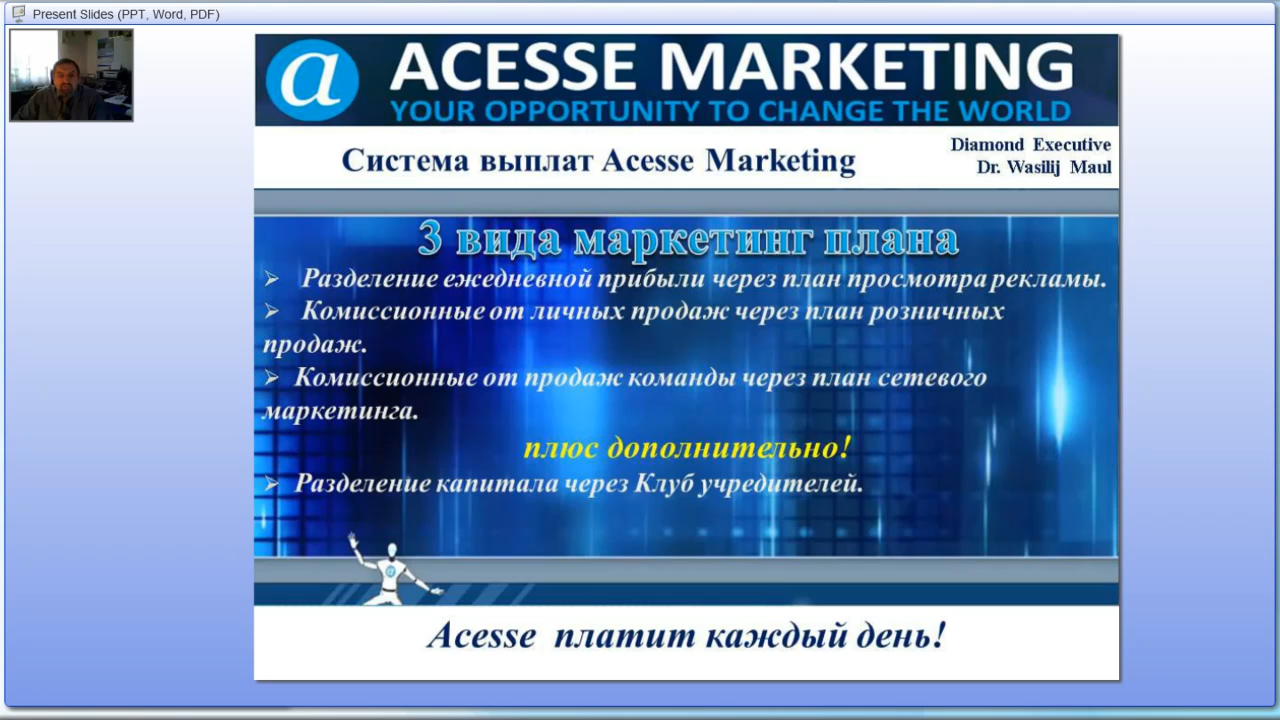 Present Slides (PPT, Word, PDF)
a ACESSE MARKETING
YOUR OPPORTUNITY TO CHANGE THE WORLD
Diamond Executive
Система выплат Acesse Marketing
Dr. Wasilij Maul
3 вида маркетинг плана
➢ Разделение ежедневной прибыли через план просмотра рекламы.
➢ Комиссионные от личных продаж через план розничных
продаж.
➢ Комиссионные от продаж команды через план сетевого
маркетинга.
плюс дополнительно!
➢ Разделение капитала через Клуб учредителей.
Acesse платит каждый день!